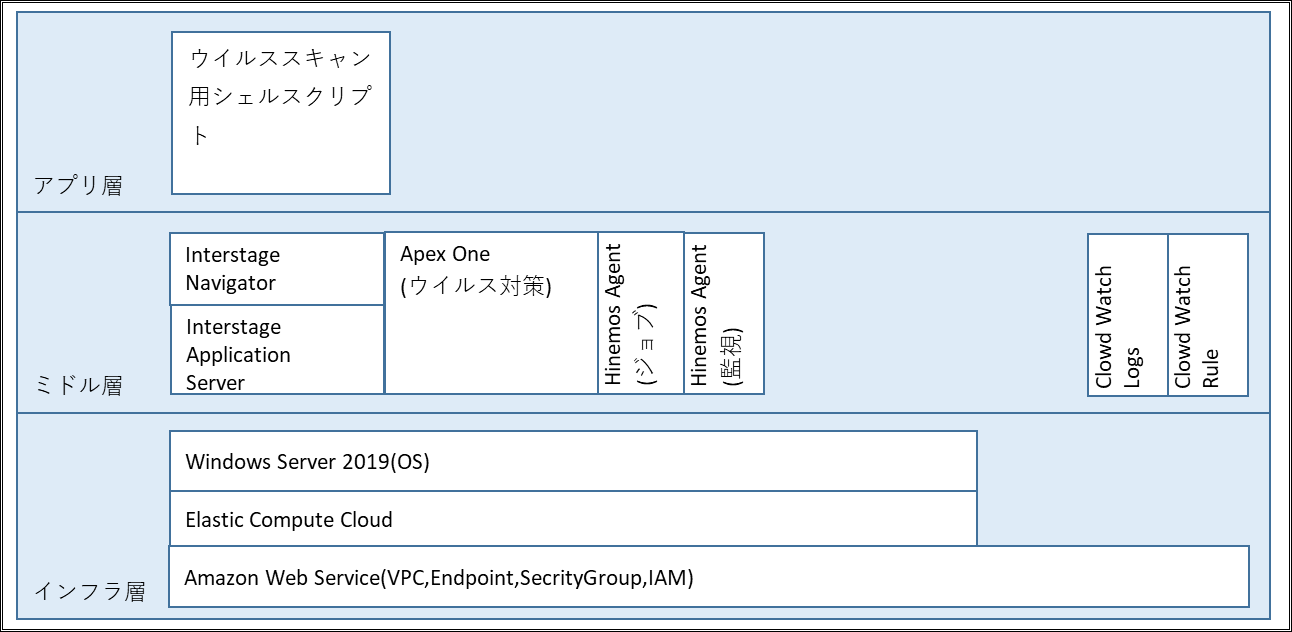 ウイルススキャン
用シェルスクリプ
ト
アプリ層
Interstage
Navigator
Interstage
Application
Server
Apex One
(ウイルス対策)
Hinemos Agent
(ジョブ)
Hinemos Agent
(監視)
Clowd Watch
Logs
Clowd Watch
Rule
ミドル層
Windows Server 2019(OS)
Elastic Compute Cloud
Amazon Web Service(VPC,Endpoint,SecrityGroup,IAM)
インフラ層